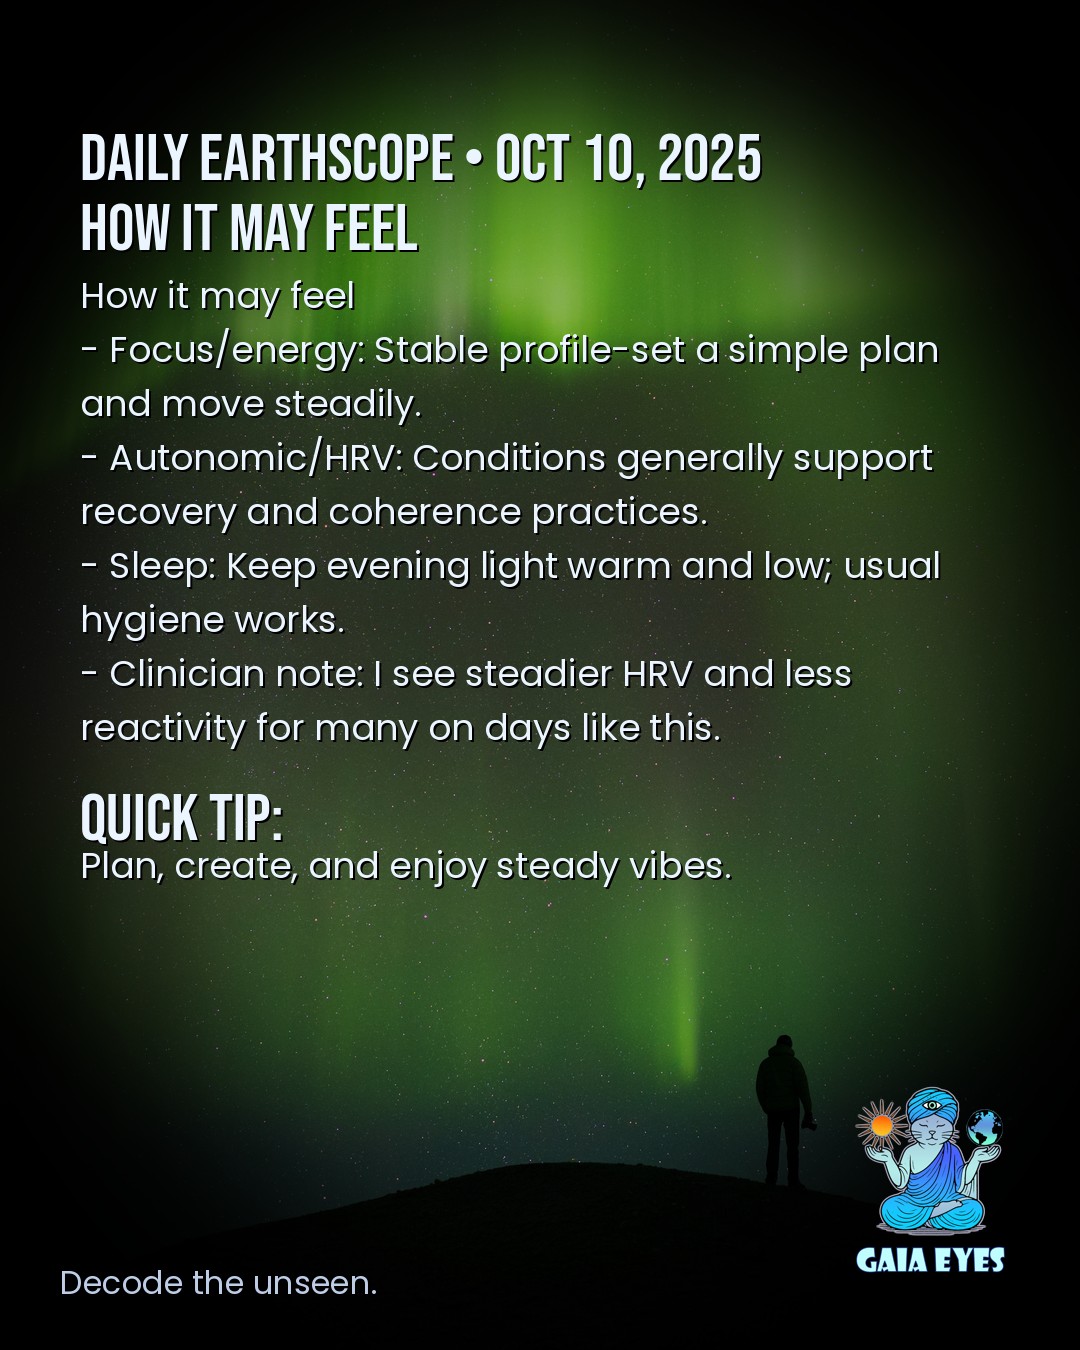 DAILY EARTHSCOPE • OCT 10, 2025
HOW IT MAY FEEL
How it may feel
- Focus/energy: Stable profile-set a simple plan
and move steadily.
- Autonomic/HRV: Conditions generally support
recovery and coherence practices.
- Sleep: Keep evening light warm and low; usual
hygiene works.
- Clinician note: I see steadier HRV and less
reactivity for many on days like this.
QUICK TIP:
Plan, create, and enjoy steady vibes.
GAIA EYES
Decode the unseen.